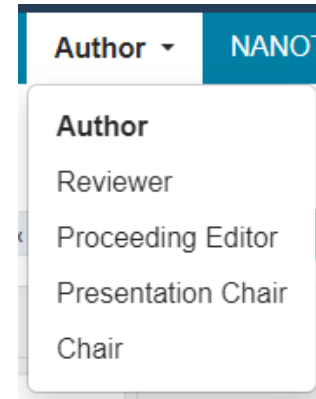 Author NANO
Author
Reviewer
Proceeding Editor
Presentation Chair
Chair